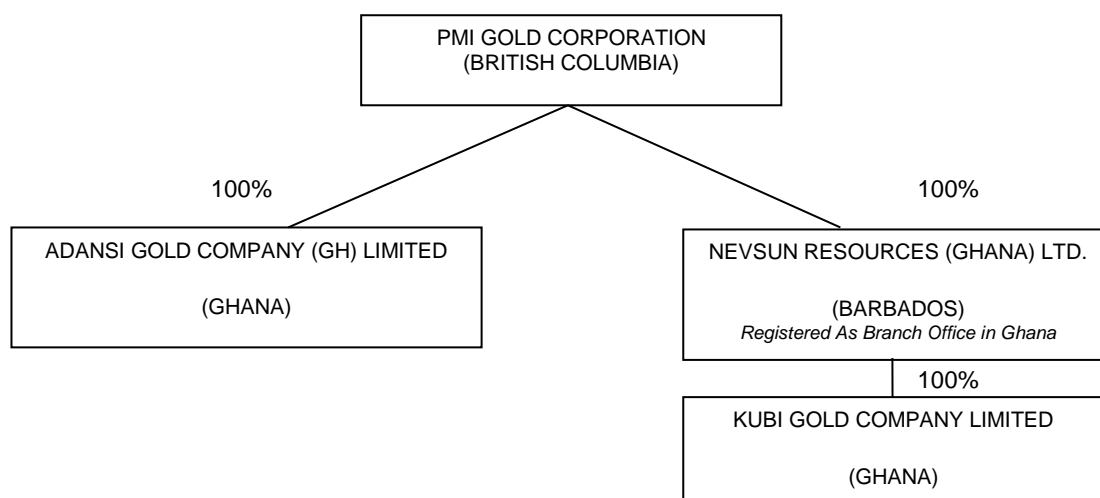 PMI GOLD CORPORATION
(BRITISH COLUMBIA)
100%
100%
ADANSI GOLD COMPANY (GH) LIMITED
(GHANA)
NEVSUN RESOURCES (GHANA) LTD.
(BARBADOS)
Registered As Branch Office in Ghana
100%
KUBI GOLD COMPANY LIMITED
(GHANA)